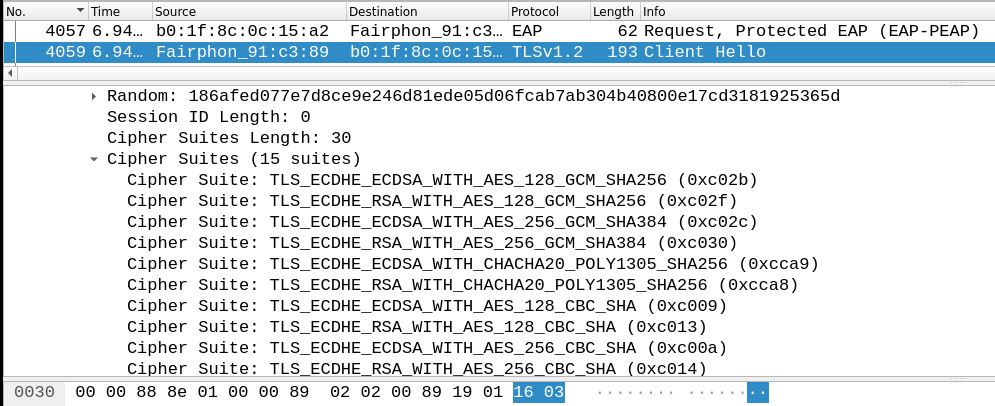 No. Time Source Destination Protocol Length Info
4057 6.94… b0:1f:8c:0c:15:a2 Fairphon_91:c3… EAP 62 Request, Protected EAP (EAP-PEAP)
4059 6.94… Fairphon_91:c3:89 b0:1f:8c:0c:15… TLSv1.2 193 Client Hello
Random: 186afed077e7d8ce9e246d81ede05d06fcab7ab304b40800e17cd3181925365d
Session ID Length: 0
Cipher Suites Length: 30
Cipher Suites (15 suites)
Cipher Suite: TLS_ECDHE_ECDSA_WITH_AES_128_GCM_SHA256 (0xc02b)
Cipher Suite: TLS_ECDHE_RSA_WITH_AES_128_GCM_SHA256 (0xc02f)
Cipher Suite: TLS_ECDHE_ECDSA_WITH_AES_256_GCM_SHA384 (0xc02c)
Cipher Suite: TLS_ECDHE_RSA_WITH_AES_256_GCM_SHA384 (0xc030)
Cipher Suite: TLS_ECDHE_ECDSA_WITH_CHACHA20_POLY1305_SHA256 (0xcca9)
Cipher Suite: TLS_ECDHE_RSA_WITH_CHACHA20_POLY1305_SHA256 (0xcca8)
Cipher Suite: TLS_ECDHE_ECDSA_WITH_AES_128_CBC_SHA (0xc009)
Cipher Suite: TLS_ECDHE_RSA_WITH_AES_128_CBC_SHA (0xc013)
Cipher Suite: TLS_ECDHE_ECDSA_WITH_AES_256_CBC_SHA (0xc00a)
Cipher Suite: TLS_ECDHE_RSA_WITH_AES_256_CBC_SHA (0xc014)
0030 00 00 88 8e 01 00 00 89 02 02 00 89 19 01 16 03 ········ ········